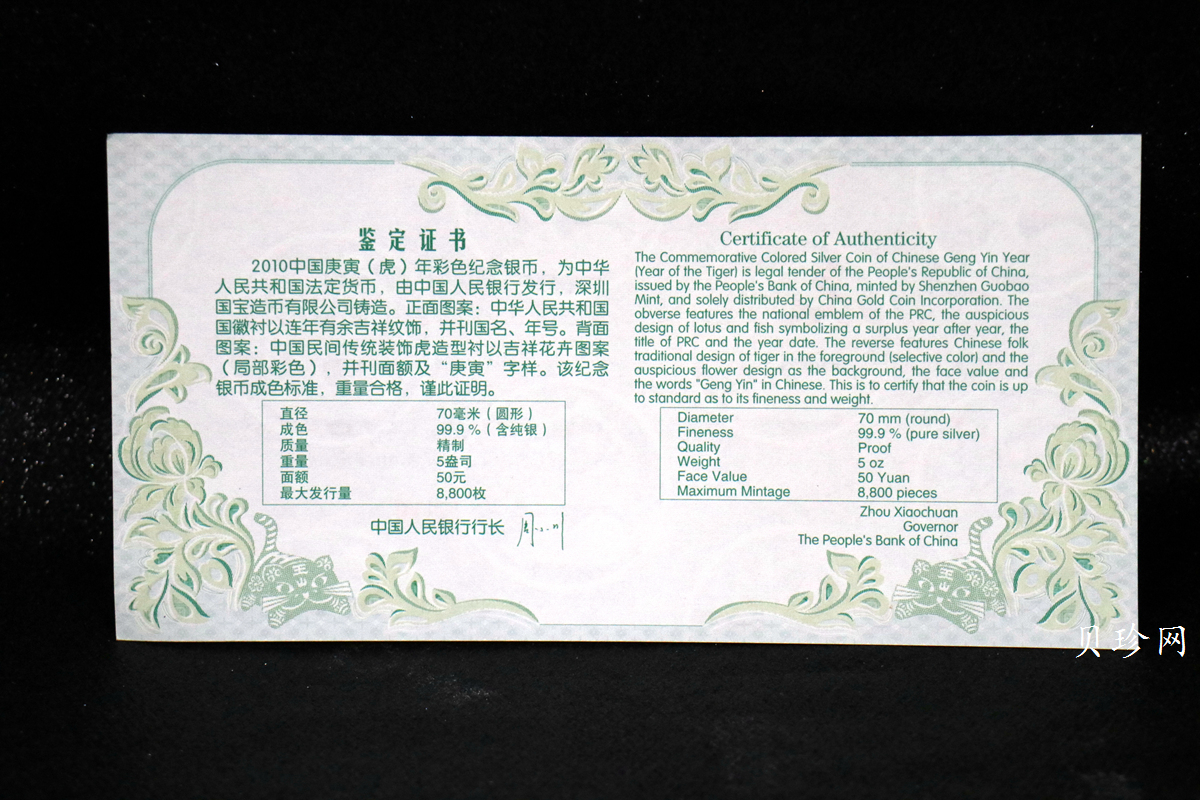 鉴定证书
2010中国庚寅（虎）年彩色纪念银币，为中华
人民共和国法定货币，由中国人民银行发行，深圳
国宝造币有限公司铸造。正面图案：中华人民共和国
国徽衬以连年有余吉祥纹饰，并刊国名、年号。背面
图案：中国民间传统装饰虎造型衬以吉祥花卉图案
（局部彩色），并刊面额及“庚寅”字样。该纪念
银币成色标准，重量合格，谨此证明。
直径 70毫米（圆形）
成色 99.9％（含纯银）
质量 精制
重量 5盎司
面额 50元
最大发行量 8,800枚
中国人民银行行长
Certificate of Authenticity
The Commemorative Colored Silver Coin of Chinese Geng Yin Year
(Year of the Tiger) is legal tender of the People's Republic of China,
issued by the People's Bank of China, minted by Shenzhen Guobao
Mint, and solely distributed by China Gold Coin Incorporation. The
obverse features the national emblem of the PRC, the auspicious
design of lotus and fish symbolizing a surplus year after year, the
title of PRC and the year date. The reverse features Chinese folk
traditional design of tiger in the foreground (selective color) and the
auspicious flower design as the background, the face value and
the words "Geng Yin" in Chinese. This is to certify that the coin is up
to standard as to its fineness and weight.
Diameter 70 mm (round)
Fineness 99.9 % (pure silver)
Quality Proof
Weight 5 oz
Face Value 50 Yuan
Maximum Mintage 8,800 pieces
Zhou Xiaochuan
Governor
The People's Bank of China
王
王
贝珍网